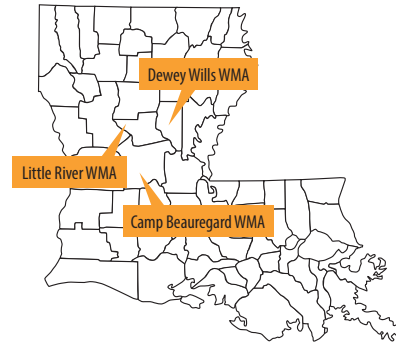 Dewey Wills WMA
Little River WMA
Camp Beauregard WMA